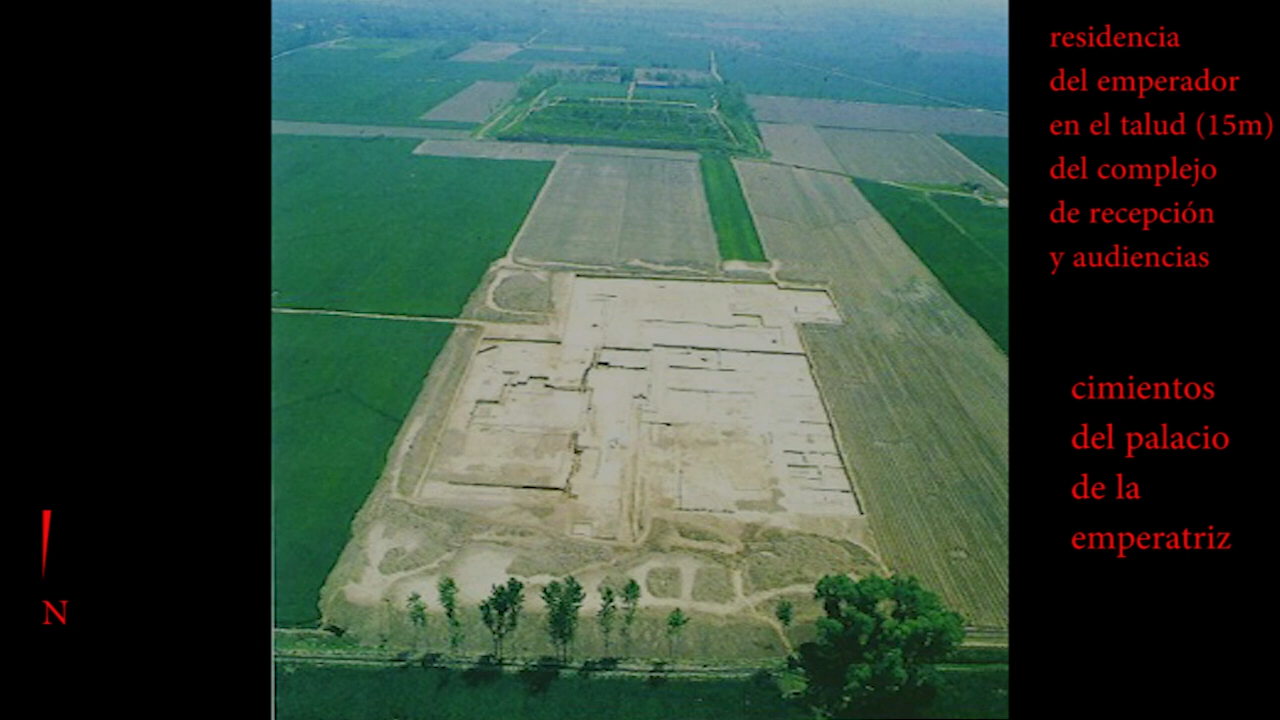 residencia
del emperador
en el talud (15m)
del complejo
de recepción
y audiencias
cimientos
del palacio
de la
emperatriz
N